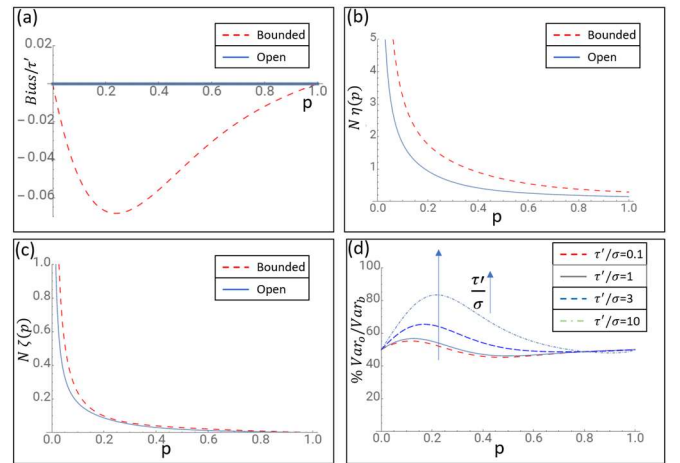 (a)
0.02
Bias/τ′
− 0.02
− 0.04
− 0.06
0.2 0.4 0.6 0.8 1.0
p
Bounded
Open
(b)
5
4
3
2
1
N η(p)
0.0 0.2 0.4 0.6 0.8 1.0
p
Bounded
Open
(c)
1.0
0.8
0.6
0.4
0.2
N ζ(p)
0.0 0.2 0.4 0.6 0.8 1.0
p
Bounded
Open
(d)
100
80
60
40
20
% Var₀/Var_b
0.0 0.2 0.4 0.6 0.8 1.0
p
τ′
σ
τ′/σ=0.1
τ′/σ=1
τ′/σ=3
τ′/σ=10